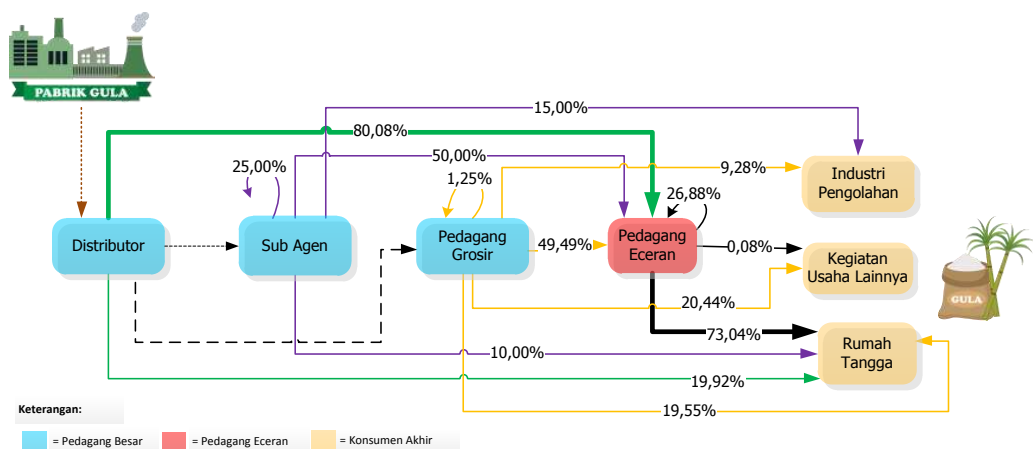 PABRIK GULA
15,00%
80,08%
25,00%
50,00%
1,25%
9,28%
26,88%
Industri
Pengolahan
Distributor
Sub Agen
Pedagang
Grosir
49,49%
Pedagang
Eceran
0,08%
Kegiatan
Usaha Lainnya
GULA
20,44%
73,04%
Rumah
Tangga
10,00%
19,92%
19,55%
Keterangan:
= Pedagang Besar
= Pedagang Eceran
= Konsumen Akhir